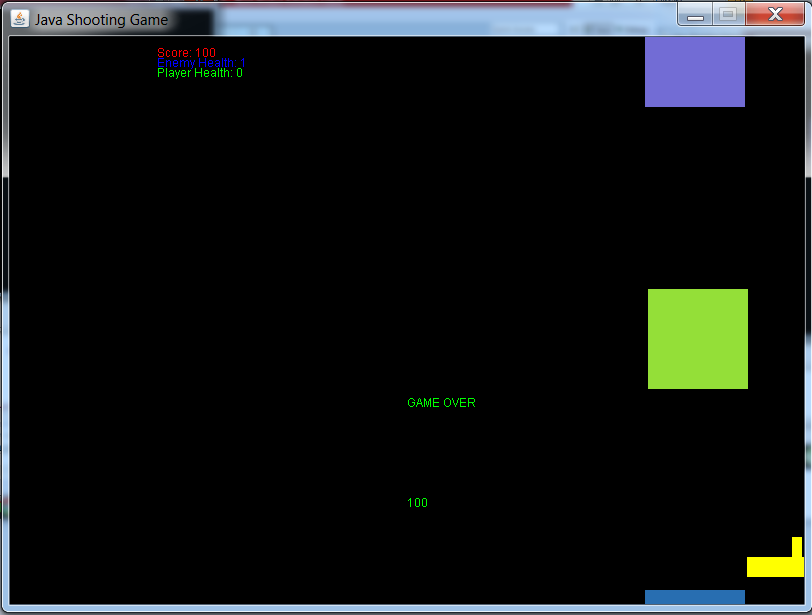 Java Shooting Game
Score: 100
Enemy Health: 1
Player Health: 0
GAME OVER
100